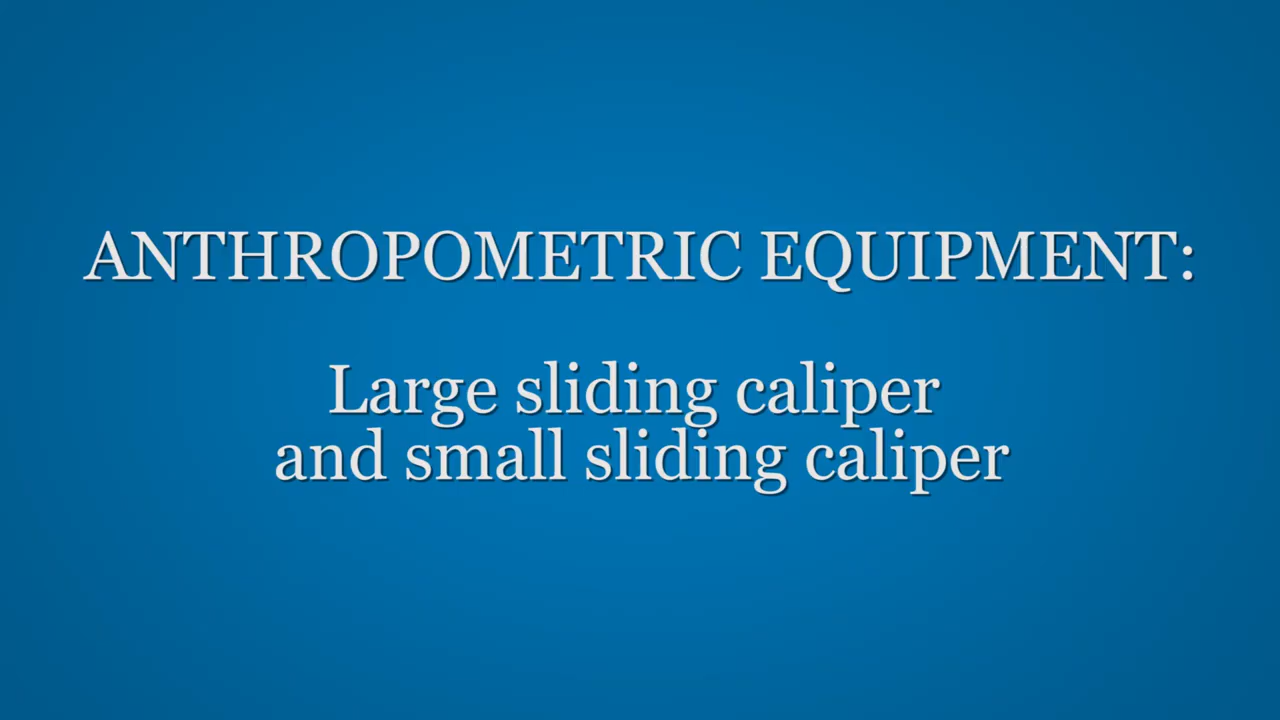 ANTHROPOMETRIC EQUIPMENT:
Large sliding caliper
and small sliding caliper